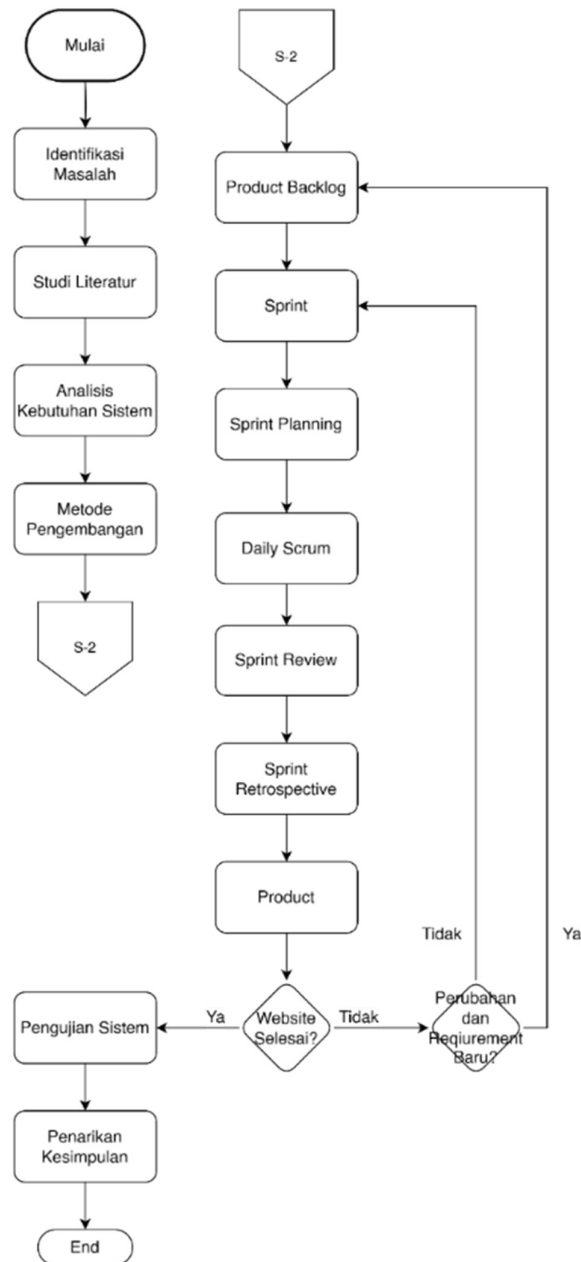 Mulai
Identifikasi
Masalah
Studi Literatur
Analisis
Kebutuhan Sistem
Metode
Pengembangan
S-2
S-2
Product Backlog
Sprint
Sprint Planning
Daily Scrum
Sprint Review
Sprint
Retrospective
Product
Website
Selesai?
Ya
Tidak
Perubahan
dan
Reqiurement
Baru?
Tidak
Ya
Pengujian Sistem
Penarikan
Kesimpulan
End